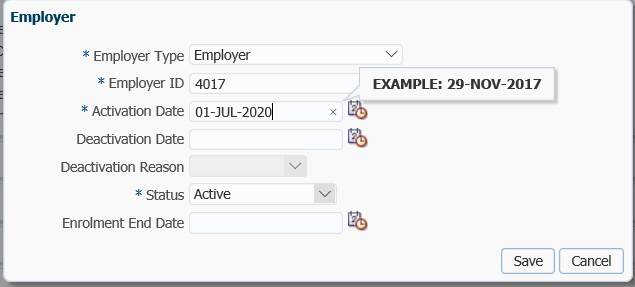 Employer
* Employer Type Employer
* Employer ID 4017
EXAMPLE: 29-NOV-2017
* Activation Date 01-JUL-2020 ×
Deactivation Date
Deactivation Reason
* Status Active
Enrolment End Date
Save Cancel